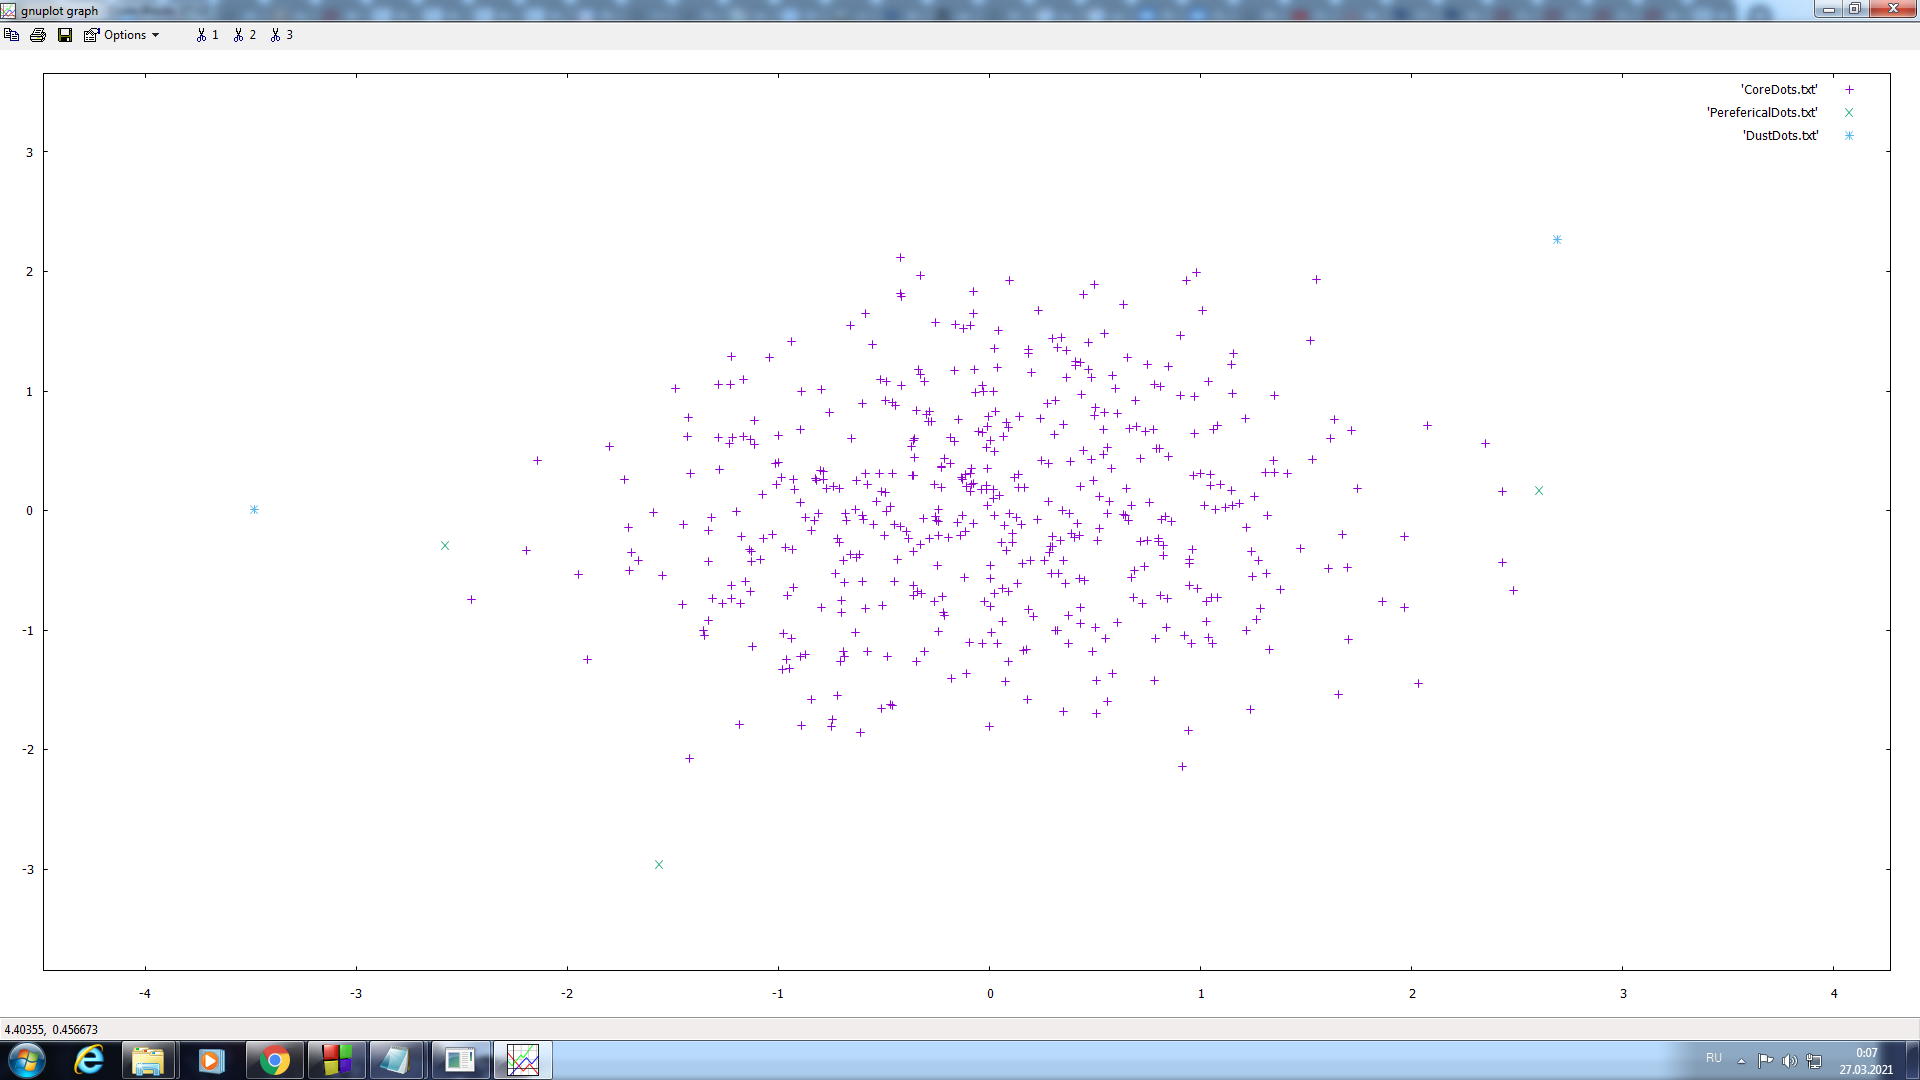 gnuplot graph
Options 1 2 3
'CoreDots.txt'
'PerefericalDots.txt'
'DustDots.txt'
3
2
1
0
-1
-2
-3
-4 -3 -2 -1 0 1 2 3 4
4.40355, 0.456673
RU
0:07
27.03.2021